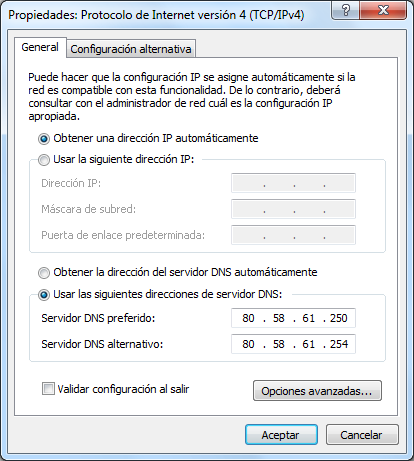 Propiedades: Protocolo de Internet versión 4 (TCP/IPv4)
General Configuración alternativa
Puede hacer que la configuración IP se asigne automáticamente si la
red es compatible con esta funcionalidad. De lo contrario, deberá
consultar con el administrador de red cuál es la configuración IP
apropiada.
Obtener una dirección IP automáticamente
Usar la siguiente dirección IP:
Dirección IP: . . .
Máscara de subred: . . .
Puerta de enlace predeterminada: . . .
Obtener la dirección del servidor DNS automáticamente
Usar las siguientes direcciones de servidor DNS:
Servidor DNS preferido: 80 . 58 . 61 . 250
Servidor DNS alternativo: 80 . 58 . 61 . 254
Validar configuración al salir
Opciones avanzadas...
Aceptar Cancelar